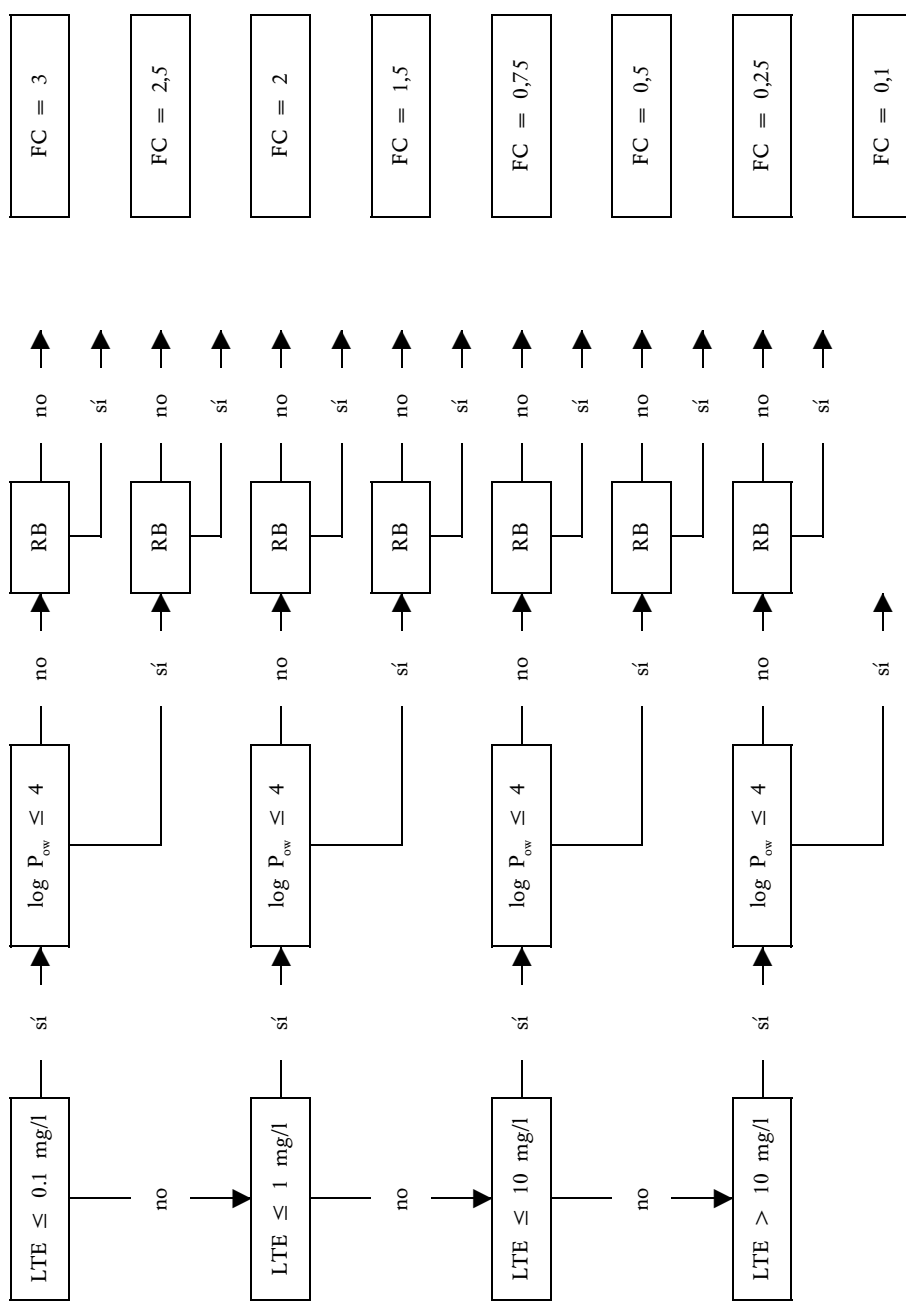 LTE ≤ 0.1 mg/l sí log Pow ≤ 4 no RB no FC = 3
sí
no sí RB no FC = 2,5
sí
LTE ≤ 1 mg/l sí log Pow ≤ 4 no RB no FC = 2
sí
no sí RB no FC = 1,5
sí
LTE ≤ 10 mg/l sí log Pow ≤ 4 no RB no FC = 0,75
sí
no sí RB no FC = 0,5
sí
LTE > 10 mg/l sí log Pow ≤ 4 no RB no FC = 0,25
sí
sí FC = 0,1